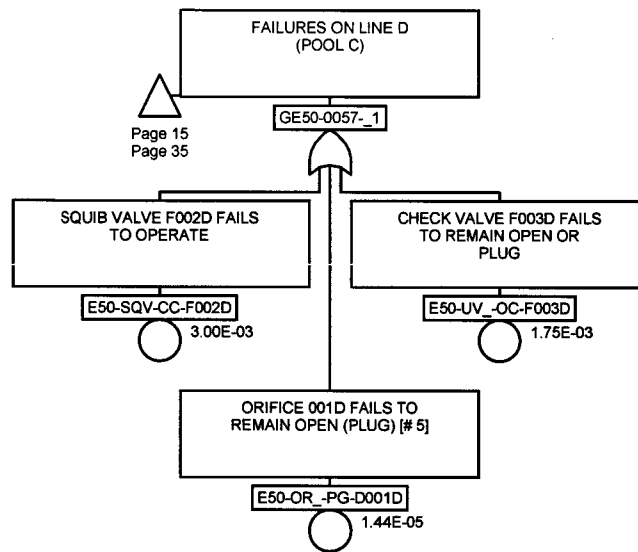 FAILURES ON LINE D
(POOL C)
Page 15
Page 35
GE50-0057-_1
SQUIB VALVE F002D FAILS
TO OPERATE
E50-SQV-CC-F002D
3.00E-03
CHECK VALVE F003D FAILS
TO REMAIN OPEN OR
PLUG
E50-UV_-OC-F003D
1.75E-03
ORIFICE 001D FAILS TO
REMAIN OPEN (PLUG) [# 5]
E50-OR_-PG-D001D
1.44E-05